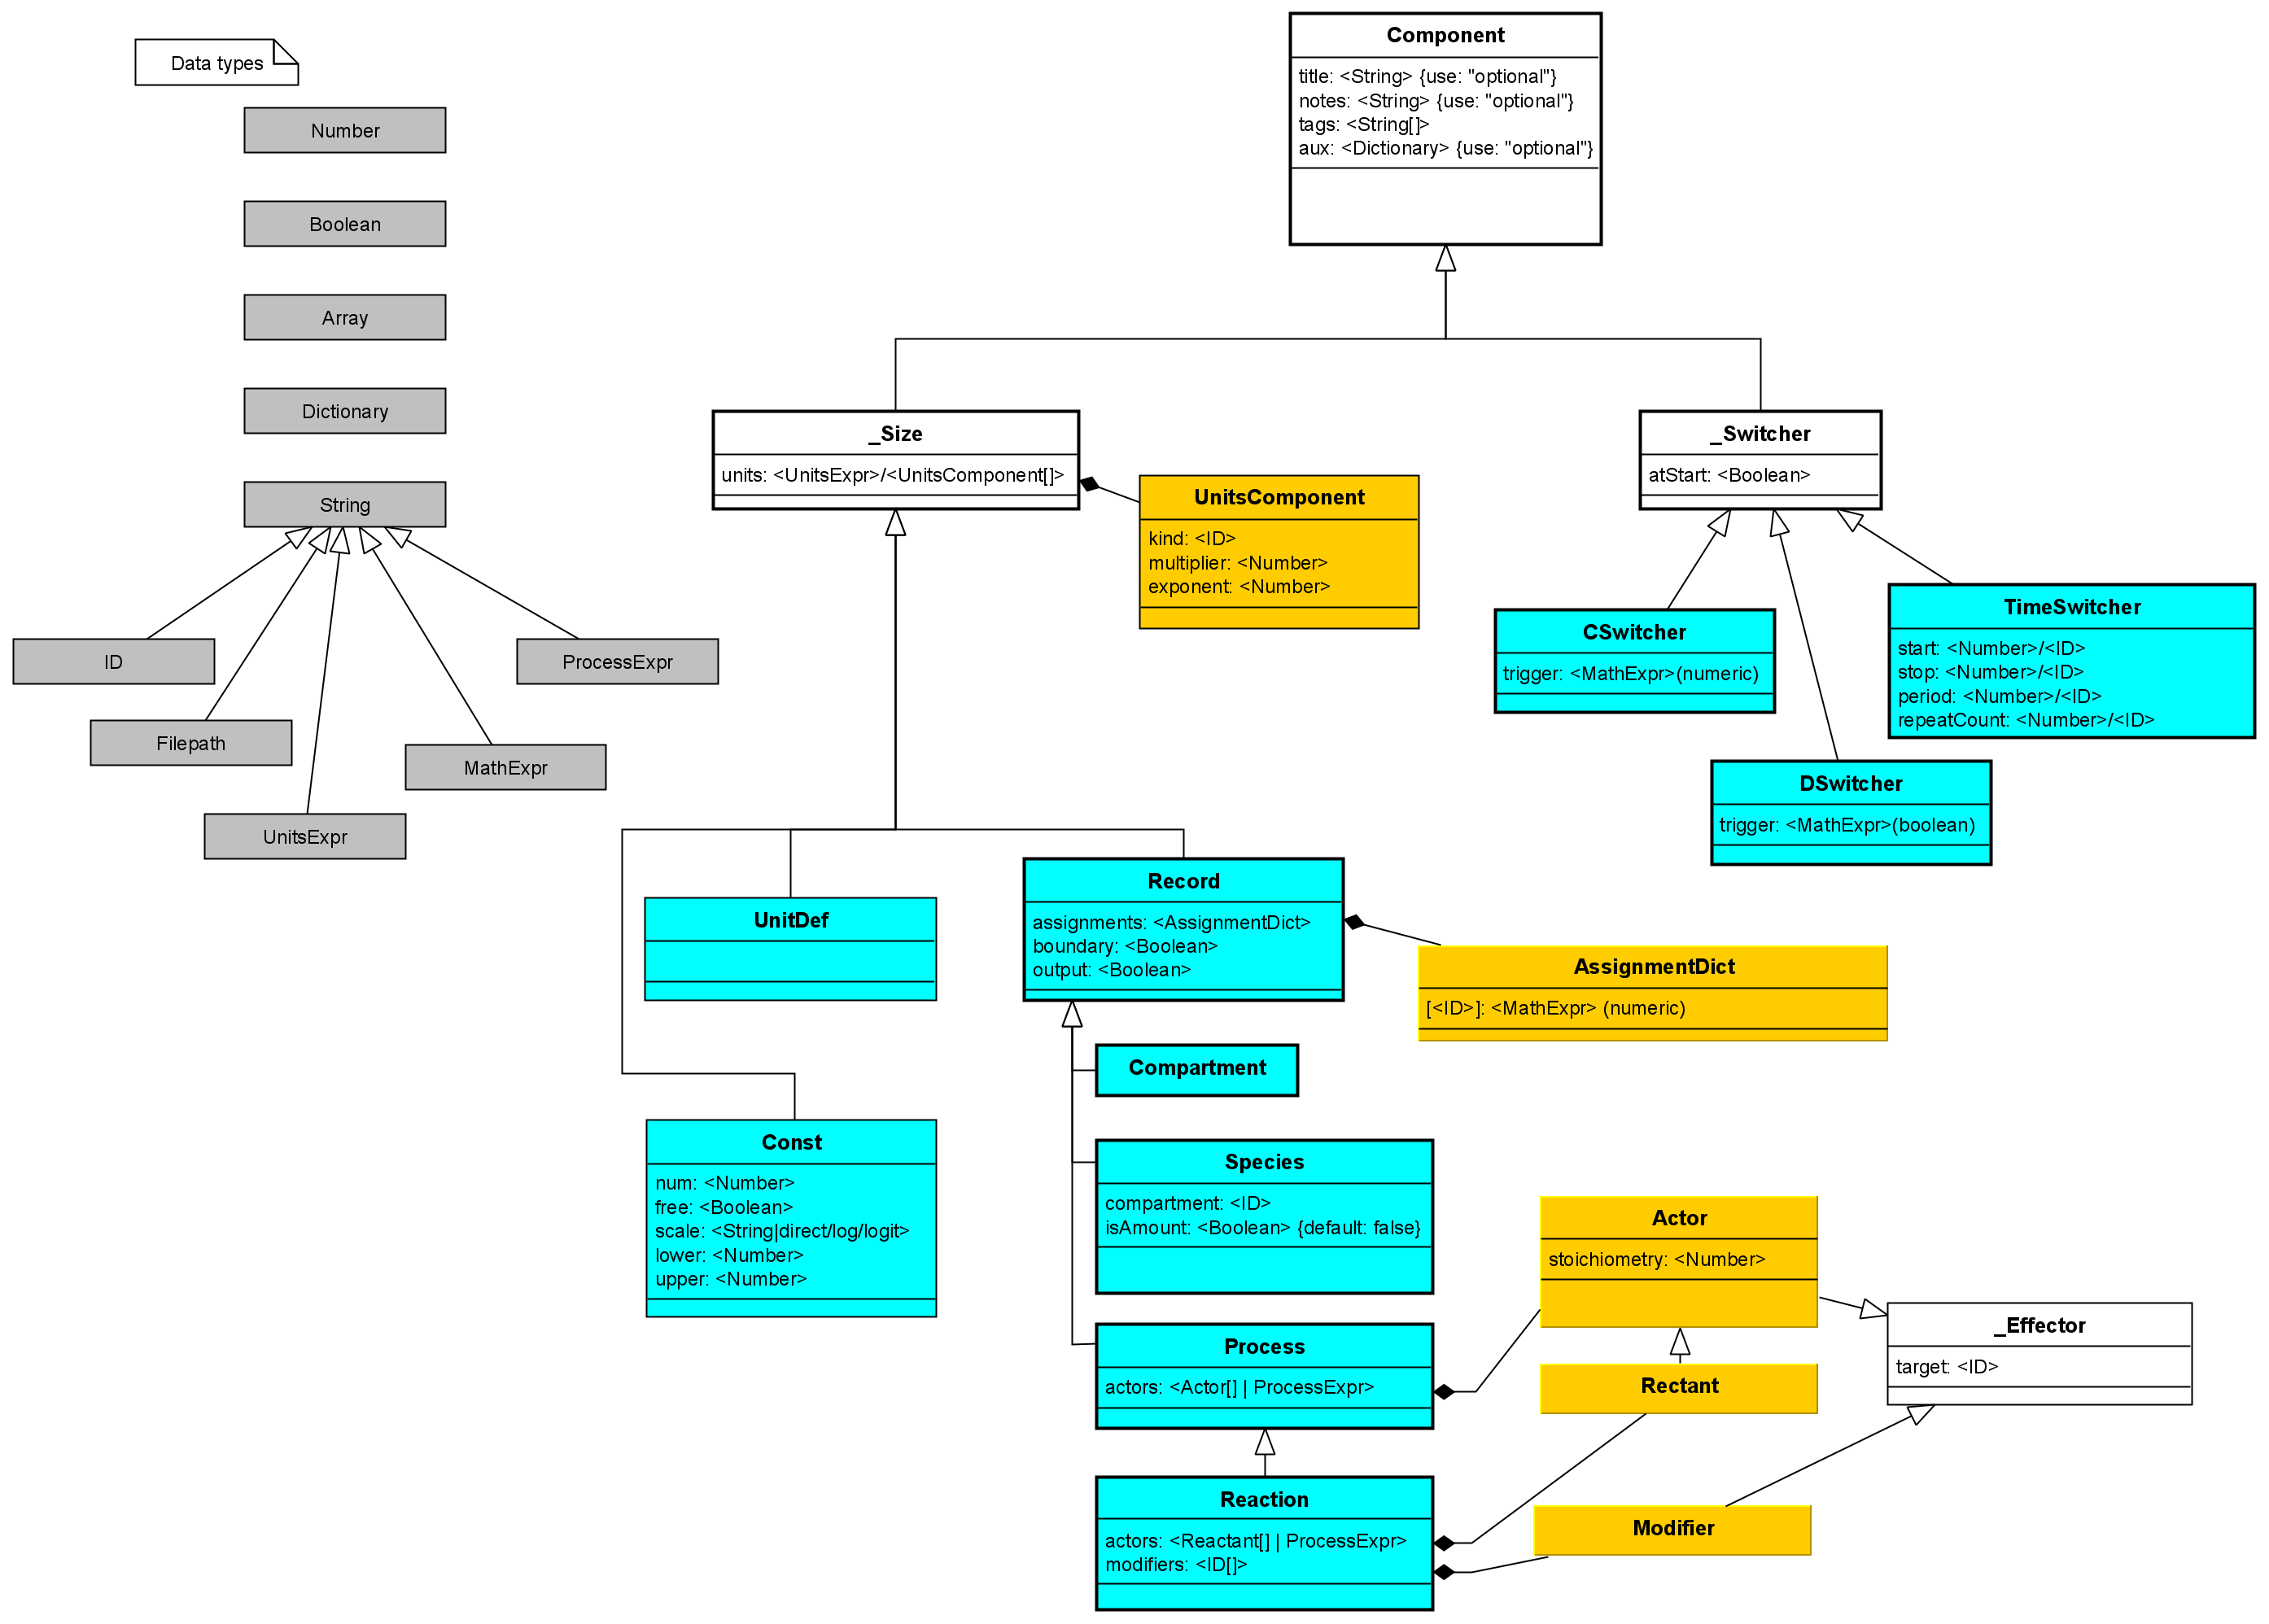 Data types
Number
Boolean
Array
Dictionary
String
ID
ProcessExpr
Filepath
MathExpr
UnitsExpr
Component
title: <String> {use: "optional"}
notes: <String> {use: "optional"}
tags: <String[]>
aux: <Dictionary> {use: "optional"}
_Size
units: <UnitsExpr>/<UnitsComponent[]>
UnitsComponent
kind: <ID>
multiplier: <Number>
exponent: <Number>
_Switcher
atStart: <Boolean>
CSwitcher
trigger: <MathExpr>(numeric)
TimeSwitcher
start: <Number>/<ID>
stop: <Number>/<ID>
period: <Number>/<ID>
repeatCount: <Number>/<ID>
DSwitcher
trigger: <MathExpr>(boolean)
UnitDef
Record
assignments: <AssignmentDict>
boundary: <Boolean>
output: <Boolean>
AssignmentDict
[<ID>]: <MathExpr> (numeric)
Compartment
Const
num: <Number>
free: <Boolean>
scale: <String|direct/log/logit>
lower: <Number>
upper: <Number>
Species
compartment: <ID>
isAmount: <Boolean> {default: false}
Actor
stoichiometry: <Number>
_Effector
target: <ID>
Process
actors: <Actor[] | ProcessExpr>
Rectant
Reaction
actors: <Reactant[] | ProcessExpr>
modifiers: <ID[]>
Modifier